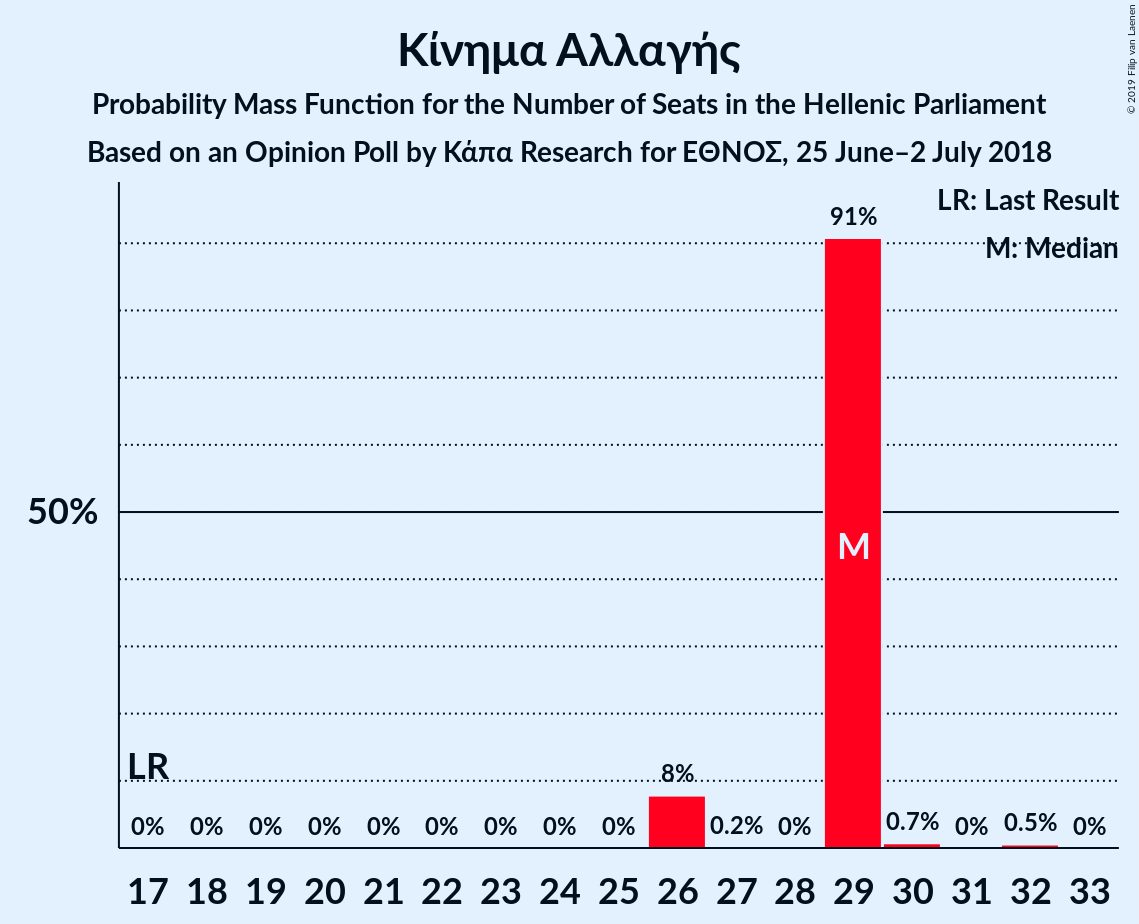 Κίνημα Αλλαγής
Probability Mass Function for the Number of Seats in the Hellenic Parliament
Based on an Opinion Poll by Κάπα Research for ΕΘΝΟΣ, 25 June–2 July 2018
© 2019 Filip van Laenen
LR: Last Result
M: Median
91%
50%
M
LR
8%
0% 0% 0% 0% 0% 0% 0% 0% 0% 0.2% 0% 0.7% 0% 0.5% 0%
17 18 19 20 21 22 23 24 25 26 27 28 29 30 31 32 33